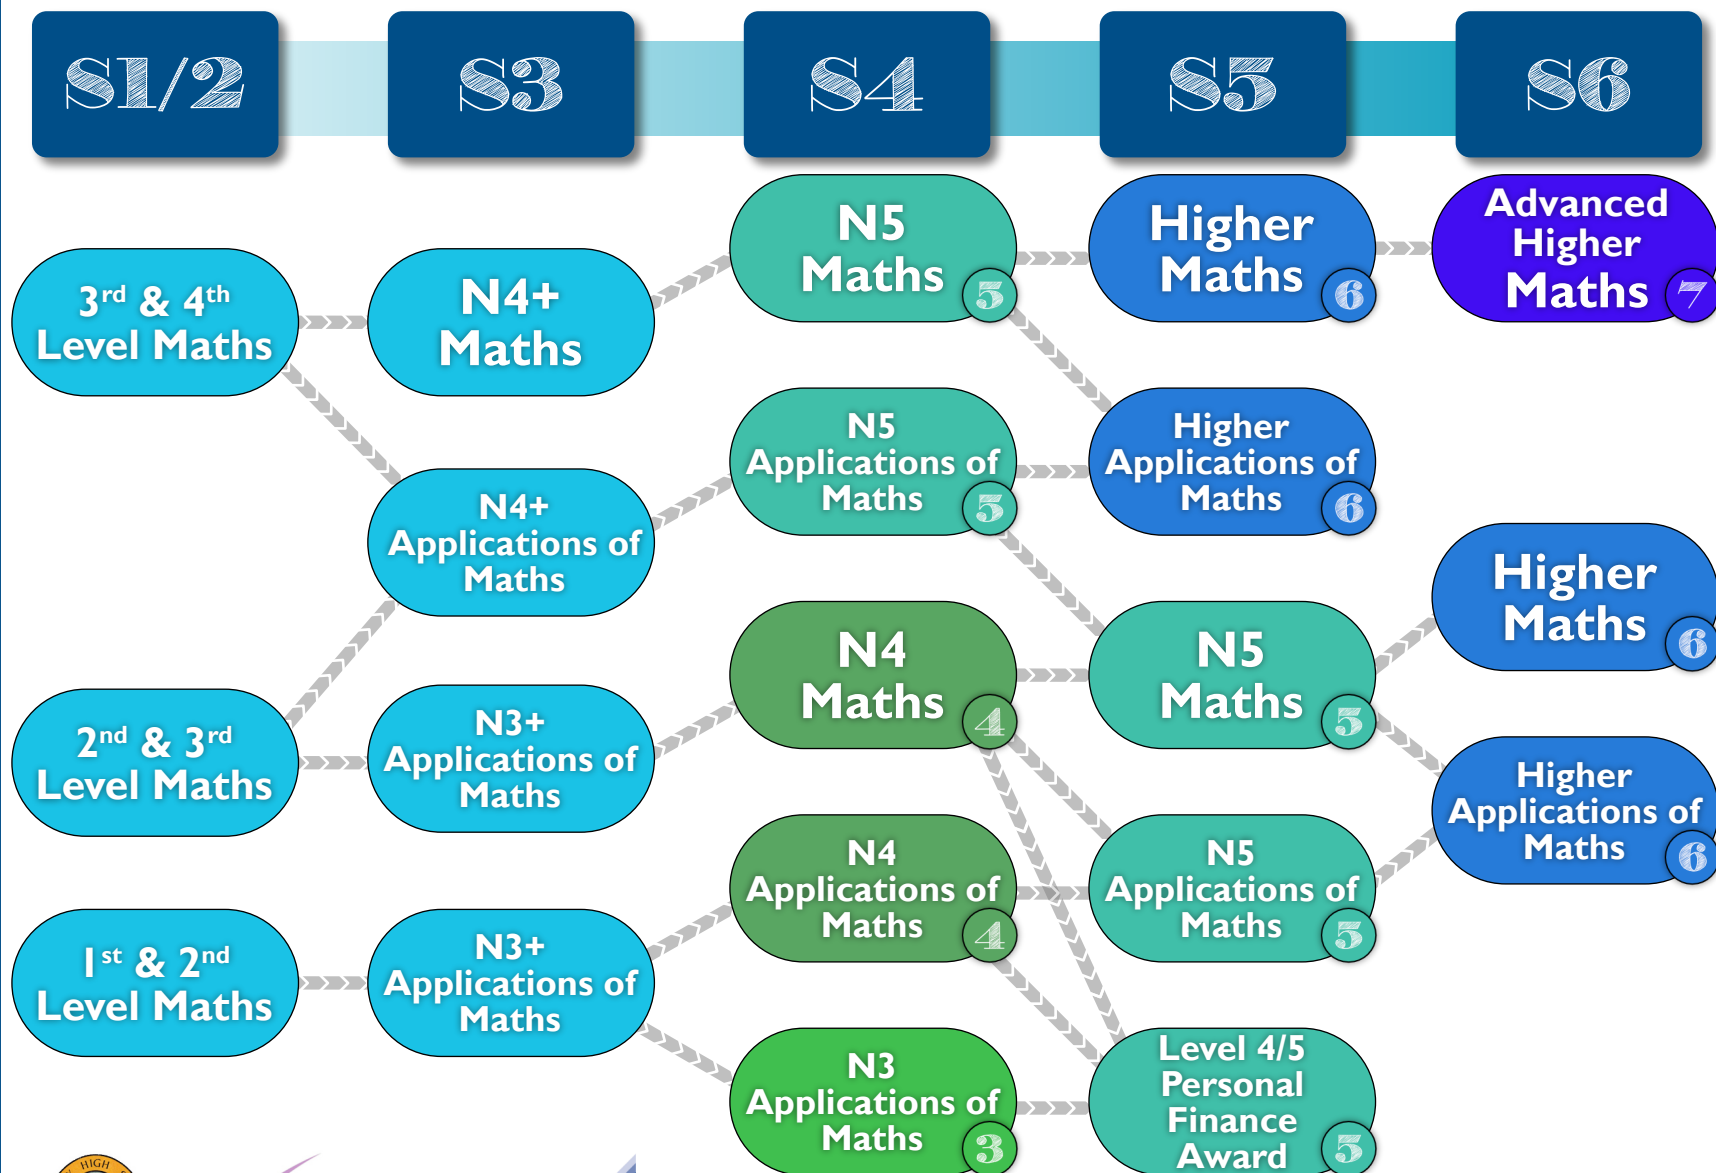 S1/2
S3
S4
S5
S6
3rd & 4th
Level Maths
2nd & 3rd
Level Maths
1st & 2nd
Level Maths
N4+
Maths
N4+
Applications of
Maths
N3+
Applications of
Maths
N3+
Applications of
Maths
N5
Maths
5
N5
Applications of
Maths
5
N4
Maths
4
N4
Applications of
Maths
4
N3
Applications of
Maths
3
Higher
Maths
6
Higher
Applications of
Maths
6
N5
Maths
5
N5
Applications of
Maths
5
Level 4/5
Personal
Finance
Award
5
Advanced
Higher
Maths
7
Higher
Maths
6
Higher
Applications of
Maths
6
HIGH